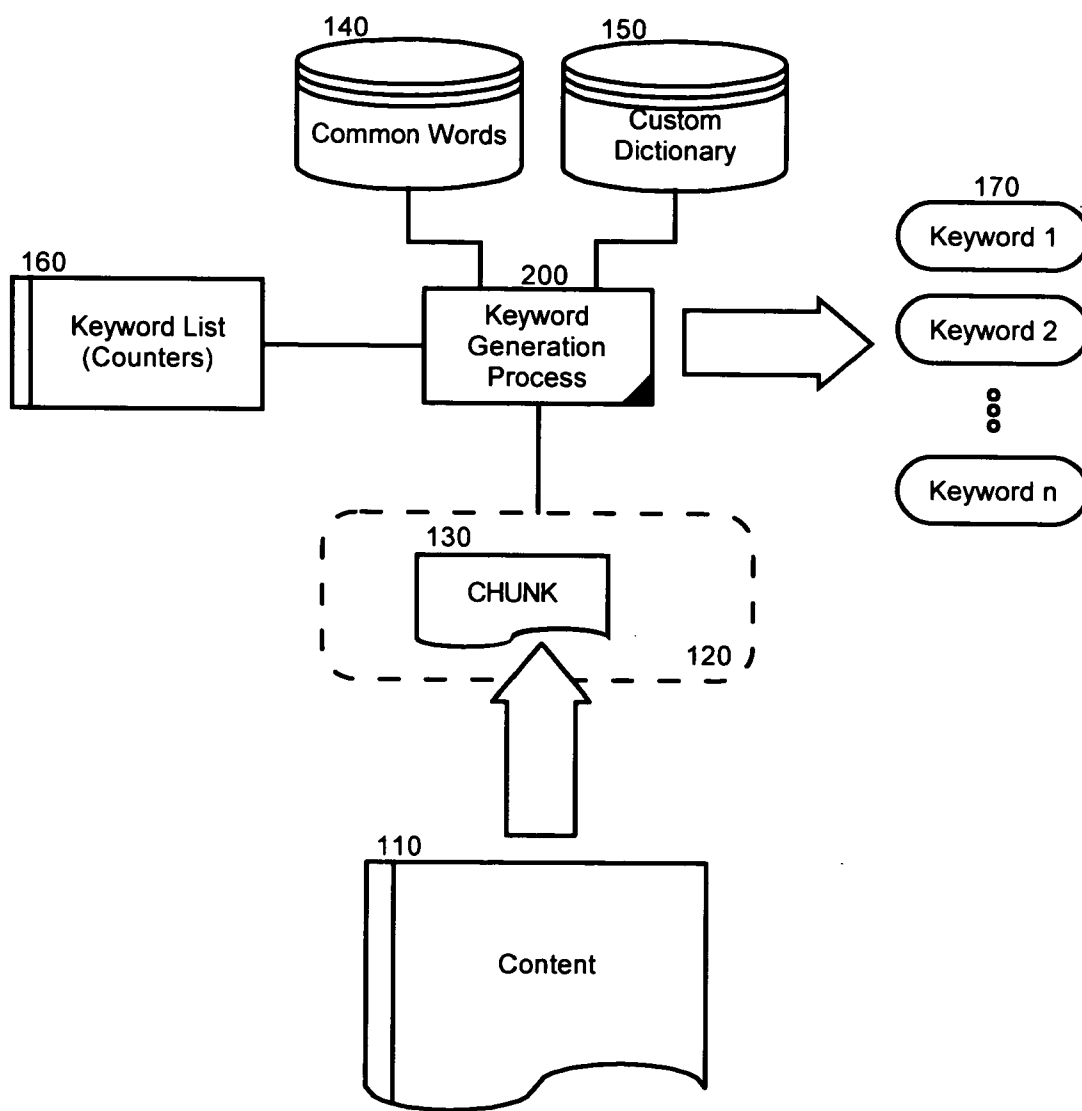 140
150
Common Words
Custom
Dictionary
170
Keyword 1
160
200
Keyword List
(Counters)
Keyword
Generation
Process
Keyword 2
Keyword n
130
CHUNK
120
110
Content